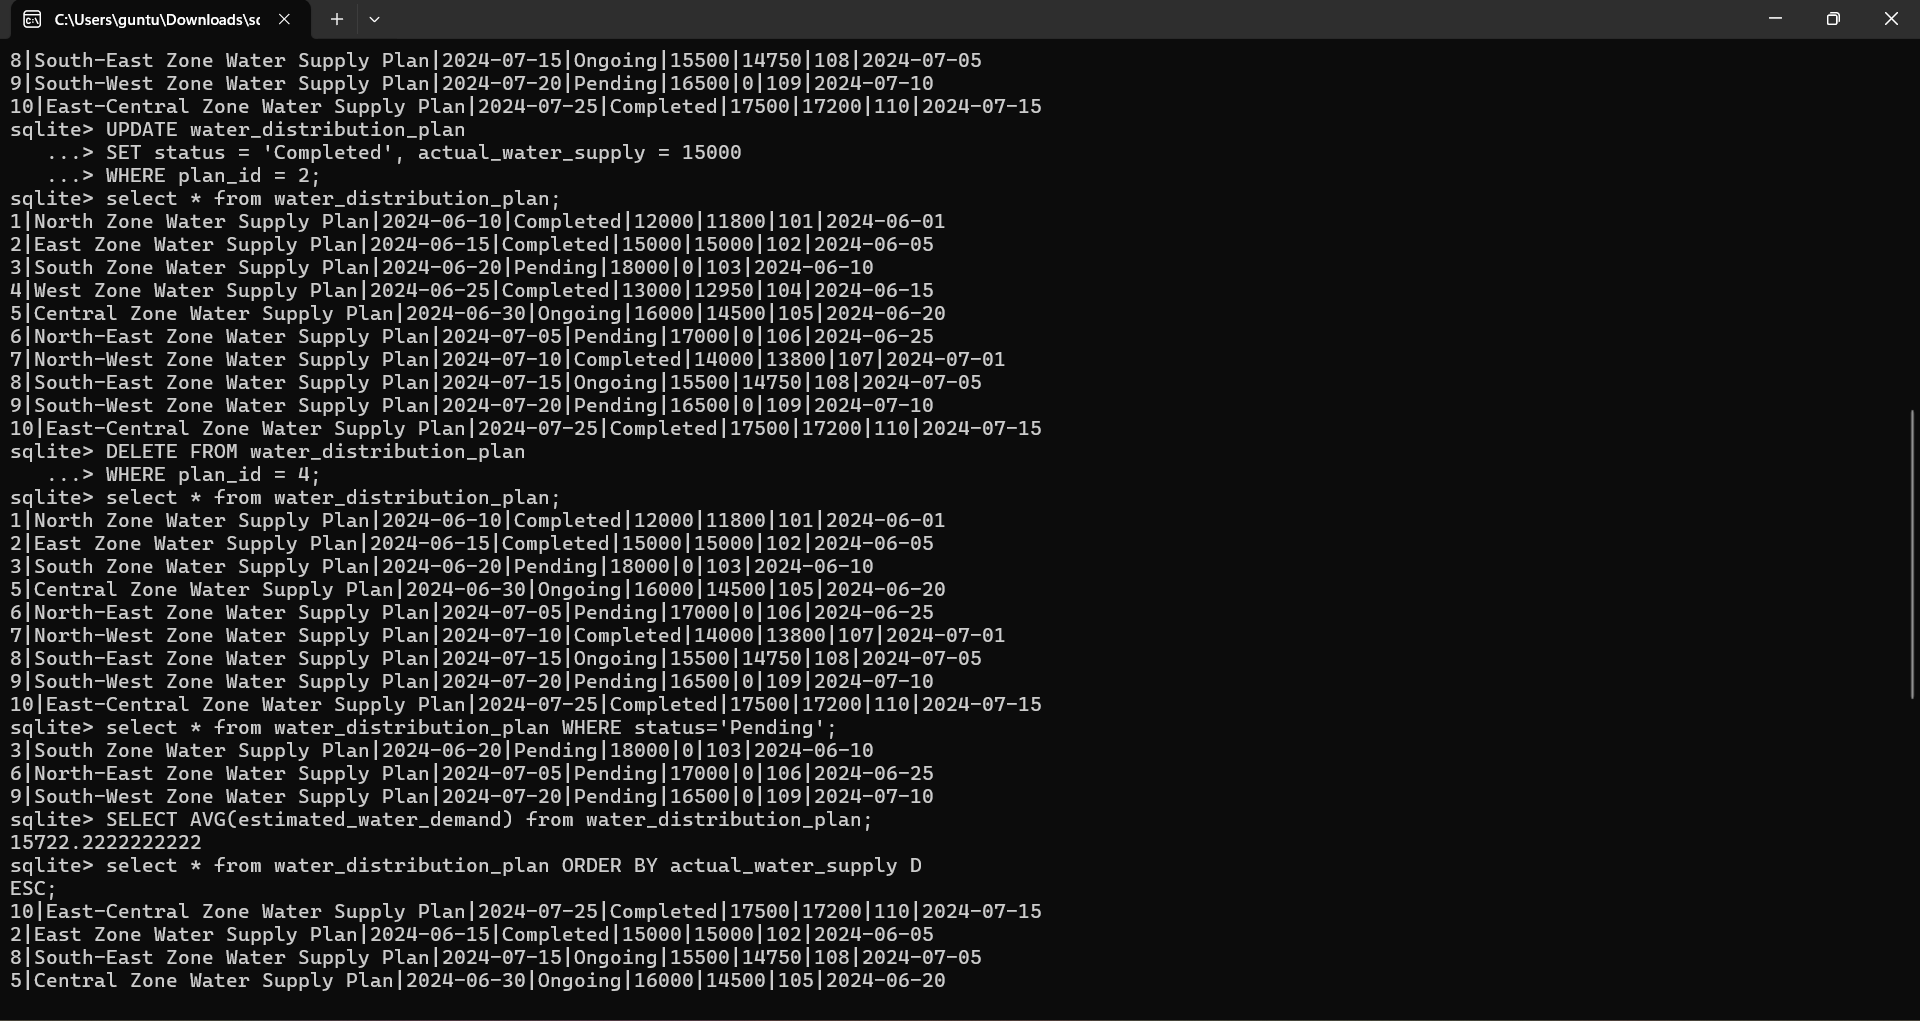 C:\Users\guntu\Downloads\sc
8|South-East Zone Water Supply Plan|2024-07-15|Ongoing|15500|14750|108|2024-07-05
9|South-West Zone Water Supply Plan|2024-07-20|Pending|16500|0|109|2024-07-10
10|East-Central Zone Water Supply Plan|2024-07-25|Completed|17500|17200|110|2024-07-15
sqlite> UPDATE water_distribution_plan
   ...> SET status = 'Completed', actual_water_supply = 15000
   ...> WHERE plan_id = 2;
sqlite> select * from water_distribution_plan;
1|North Zone Water Supply Plan|2024-06-10|Completed|12000|11800|101|2024-06-01
2|East Zone Water Supply Plan|2024-06-15|Completed|15000|15000|102|2024-06-05
3|South Zone Water Supply Plan|2024-06-20|Pending|18000|0|103|2024-06-10
4|West Zone Water Supply Plan|2024-06-25|Completed|13000|12950|104|2024-06-15
5|Central Zone Water Supply Plan|2024-06-30|Ongoing|16000|14500|105|2024-06-20
6|North-East Zone Water Supply Plan|2024-07-05|Pending|17000|0|106|2024-06-25
7|North-West Zone Water Supply Plan|2024-07-10|Completed|14000|13800|107|2024-07-01
8|South-East Zone Water Supply Plan|2024-07-15|Ongoing|15500|14750|108|2024-07-05
9|South-West Zone Water Supply Plan|2024-07-20|Pending|16500|0|109|2024-07-10
10|East-Central Zone Water Supply Plan|2024-07-25|Completed|17500|17200|110|2024-07-15
sqlite> DELETE FROM water_distribution_plan
   ...> WHERE plan_id = 4;
sqlite> select * from water_distribution_plan;
1|North Zone Water Supply Plan|2024-06-10|Completed|12000|11800|101|2024-06-01
2|East Zone Water Supply Plan|2024-06-15|Completed|15000|15000|102|2024-06-05
3|South Zone Water Supply Plan|2024-06-20|Pending|18000|0|103|2024-06-10
5|Central Zone Water Supply Plan|2024-06-30|Ongoing|16000|14500|105|2024-06-20
6|North-East Zone Water Supply Plan|2024-07-05|Pending|17000|0|106|2024-06-25
7|North-West Zone Water Supply Plan|2024-07-10|Completed|14000|13800|107|2024-07-01
8|South-East Zone Water Supply Plan|2024-07-15|Ongoing|15500|14750|108|2024-07-05
9|South-West Zone Water Supply Plan|2024-07-20|Pending|16500|0|109|2024-07-10
10|East-Central Zone Water Supply Plan|2024-07-25|Completed|17500|17200|110|2024-07-15
sqlite> select * from water_distribution_plan WHERE status='Pending';
3|South Zone Water Supply Plan|2024-06-20|Pending|18000|0|103|2024-06-10
6|North-East Zone Water Supply Plan|2024-07-05|Pending|17000|0|106|2024-06-25
9|South-West Zone Water Supply Plan|2024-07-20|Pending|16500|0|109|2024-07-10
sqlite> SELECT AVG(estimated_water_demand) from water_distribution_plan;
15722.2222222222
sqlite> select * from water_distribution_plan ORDER BY actual_water_supply D
ESC;
10|East-Central Zone Water Supply Plan|2024-07-25|Completed|17500|17200|110|2024-07-15
2|East Zone Water Supply Plan|2024-06-15|Completed|15000|15000|102|2024-06-05
8|South-East Zone Water Supply Plan|2024-07-15|Ongoing|15500|14750|108|2024-07-05
5|Central Zone Water Supply Plan|2024-06-30|Ongoing|16000|14500|105|2024-06-20